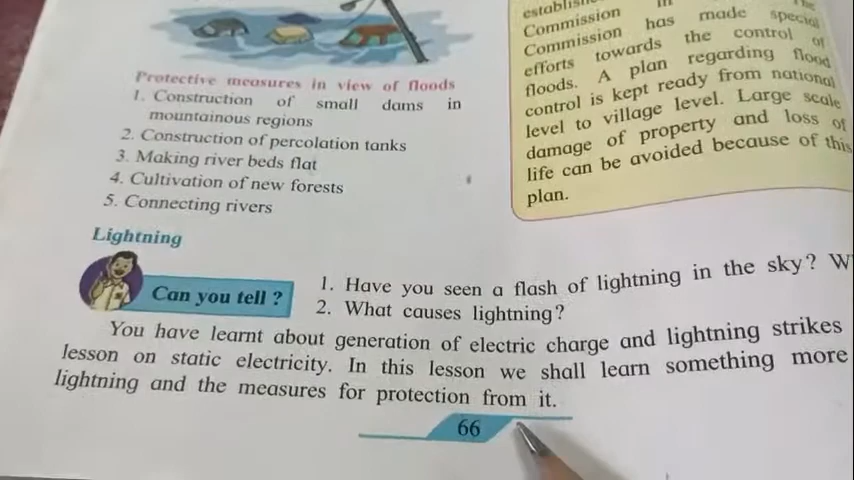 Protective measures in view of floods
1. Construction of small dams in
mountainous regions
2. Construction of percolation tanks
3. Making river beds flat
4. Cultivation of new forests
5. Connecting rivers
Commission
Commission has made special
efforts towards the control of
floods. A plan regarding flood
control is kept ready from national
level to village level. Large scale
damage of property and loss of
life can be avoided because of this
plan.
Lightning
Can you tell ?
1. Have you seen a flash of lightning in the sky?
2. What causes lightning?
You have learnt about generation of electric charge and lightning strikes
lesson on static electricity. In this lesson we shall learn something more
lightning and the measures for protection from it.
66